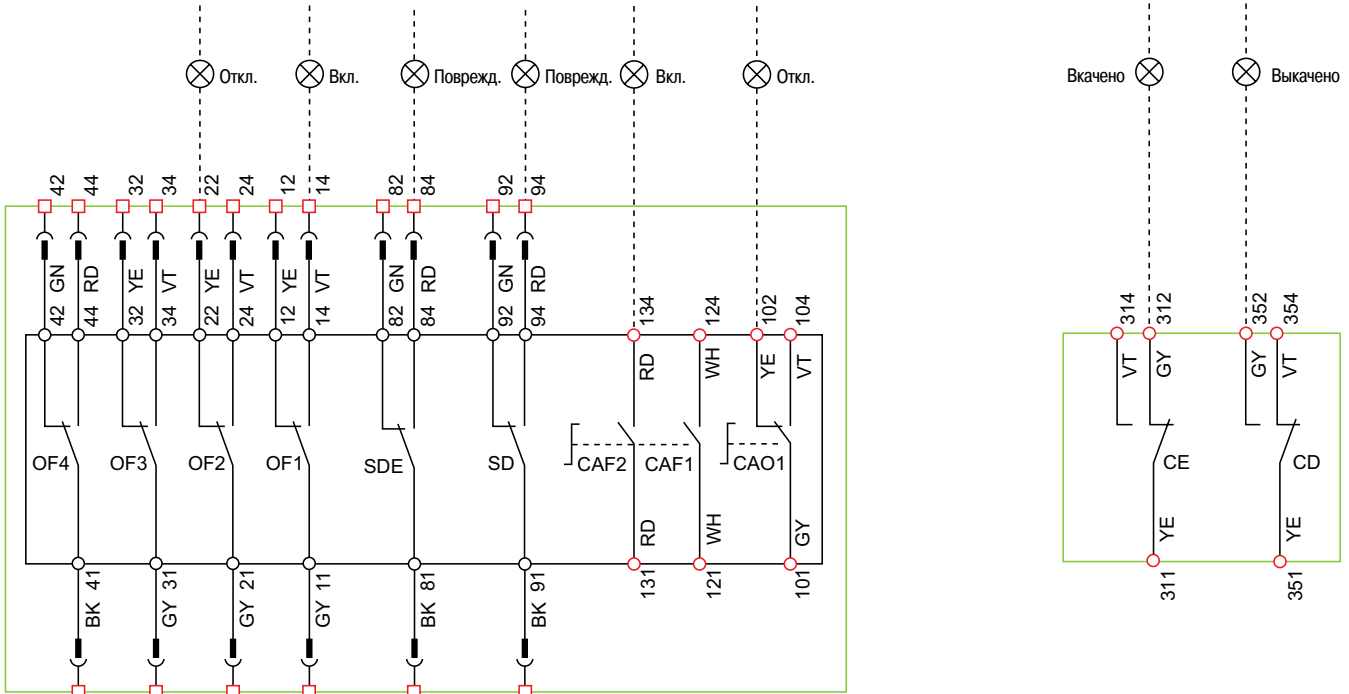 Откл. Вкл. Поврежд. Поврежд. Вкл. Откл. Вкачено Выкачено
42 44 32 34 22 24 12 14 82 84 92 94
GN RD YE VT YE VT YE VT GN RD GN RD
42 44 32 34 22 24 12 14 82 84 92 94 134 124 102 104 314 312 352 354
RD WH YE VT VT GY GY VT
OF4 OF3 OF2 OF1 SDE SD CAF2 CAF1 CAO1 CE CD
RD WH GY YE YE
41 31 21 11 81 91 131 121 101 311 351
BK GY GY GY BK BK